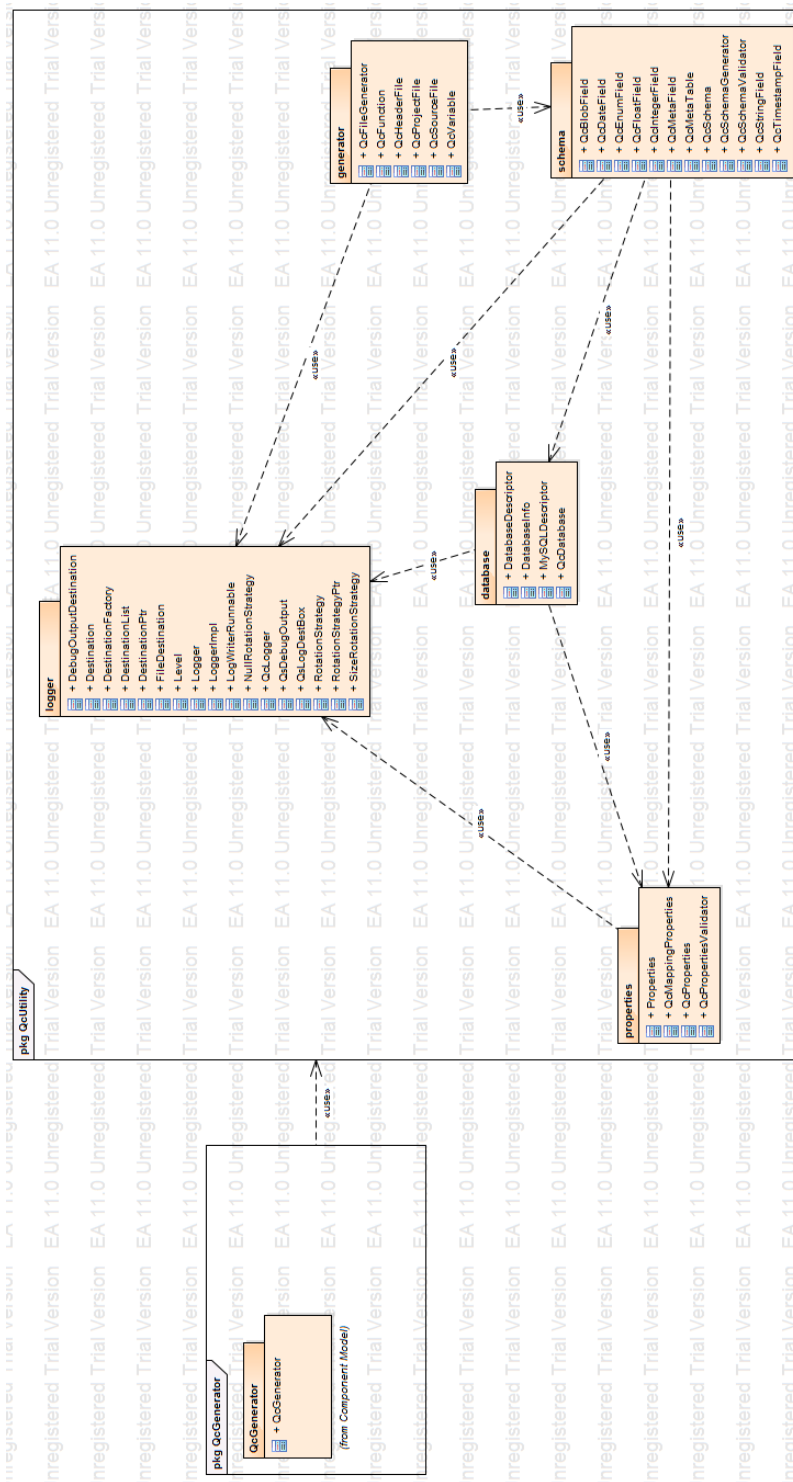 pkg QcGenerator
QcGenerator
+ QcGenerator
(from Component Model)
«use»
pkg QcUtility
logger
+ DebugOutputDestination
+ Destination
+ DestinationFactory
+ DestinationList
+ DestinationPtr
+ FileDestination
+ Level
+ Logger
+ LoggerImpl
+ LogWriterRunnable
+ NullRotationStrategy
+ QcLogger
+ QsDebugOutput
+ QsLogDestBox
+ RotationStrategy
+ RotationStrategyPtr
+ SizeRotationStrategy
generator
+ QcFileGenerator
+ QcFunction
+ QcHeaderFile
+ QcProjectFile
+ QcSourceFile
+ QcVariable
«use»
«use»
«use»
«use»
«use»
database
+ DatabaseDescriptor
+ DatabaseInfo
+ MySQLDescriptor
+ QcDatabase
«use»
«use»
«use»
properties
+ Properties
+ QcMappingProperties
+ QcProperties
+ QcPropertiesValidator
schema
+ QcBlobField
+ QcDateField
+ QcEnumField
+ QcFloatField
+ QcIntegerField
+ QcMetaField
+ QcMetaTable
+ QcSchema
+ QcSchemaGenerator
+ QcSchemaValidator
+ QcStringField
+ QcTimestampField
EA 11.0 Unregistered Trial Version